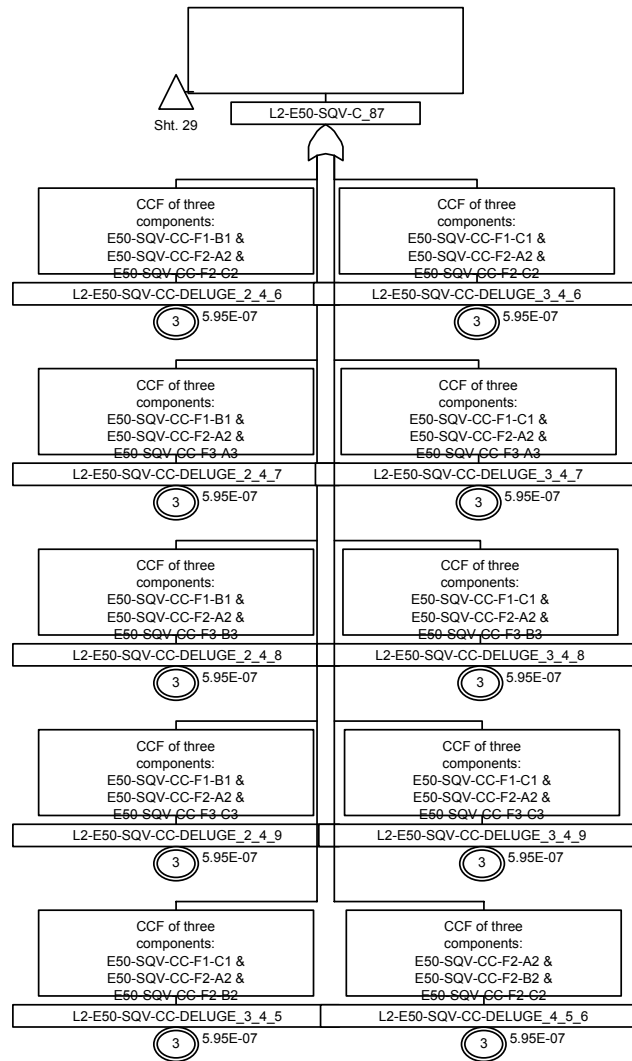 Sht. 29
L2-E50-SQV-C_87
CCF of three
components:
E50-SQV-CC-F1-B1 &
E50-SQV-CC-F2-A2 &
E50-SQV-CC-F2-C2
L2-E50-SQV-CC-DELUGE_2_4_6
3
5.95E-07
CCF of three
components:
E50-SQV-CC-F1-C1 &
E50-SQV-CC-F2-A2 &
E50-SQV-CC-F2-C2
L2-E50-SQV-CC-DELUGE_3_4_6
3
5.95E-07
CCF of three
components:
E50-SQV-CC-F1-B1 &
E50-SQV-CC-F2-A2 &
E50-SQV-CC-F3-A3
L2-E50-SQV-CC-DELUGE_2_4_7
3
5.95E-07
CCF of three
components:
E50-SQV-CC-F1-C1 &
E50-SQV-CC-F2-A2 &
E50-SQV-CC-F3-A3
L2-E50-SQV-CC-DELUGE_3_4_7
3
5.95E-07
CCF of three
components:
E50-SQV-CC-F1-B1 &
E50-SQV-CC-F2-A2 &
E50-SQV-CC-F3-B3
L2-E50-SQV-CC-DELUGE_2_4_8
3
5.95E-07
CCF of three
components:
E50-SQV-CC-F1-C1 &
E50-SQV-CC-F2-A2 &
E50-SQV-CC-F3-B3
L2-E50-SQV-CC-DELUGE_3_4_8
3
5.95E-07
CCF of three
components:
E50-SQV-CC-F1-B1 &
E50-SQV-CC-F2-A2 &
E50-SQV-CC-F3-C3
L2-E50-SQV-CC-DELUGE_2_4_9
3
5.95E-07
CCF of three
components:
E50-SQV-CC-F1-C1 &
E50-SQV-CC-F2-A2 &
E50-SQV-CC-F3-C3
L2-E50-SQV-CC-DELUGE_3_4_9
3
5.95E-07
CCF of three
components:
E50-SQV-CC-F1-C1 &
E50-SQV-CC-F2-A2 &
E50-SQV-CC-F2-B2
L2-E50-SQV-CC-DELUGE_3_4_5
3
5.95E-07
CCF of three
components:
E50-SQV-CC-F2-A2 &
E50-SQV-CC-F2-B2 &
E50-SQV-CC-F2-C2
L2-E50-SQV-CC-DELUGE_4_5_6
3
5.95E-07